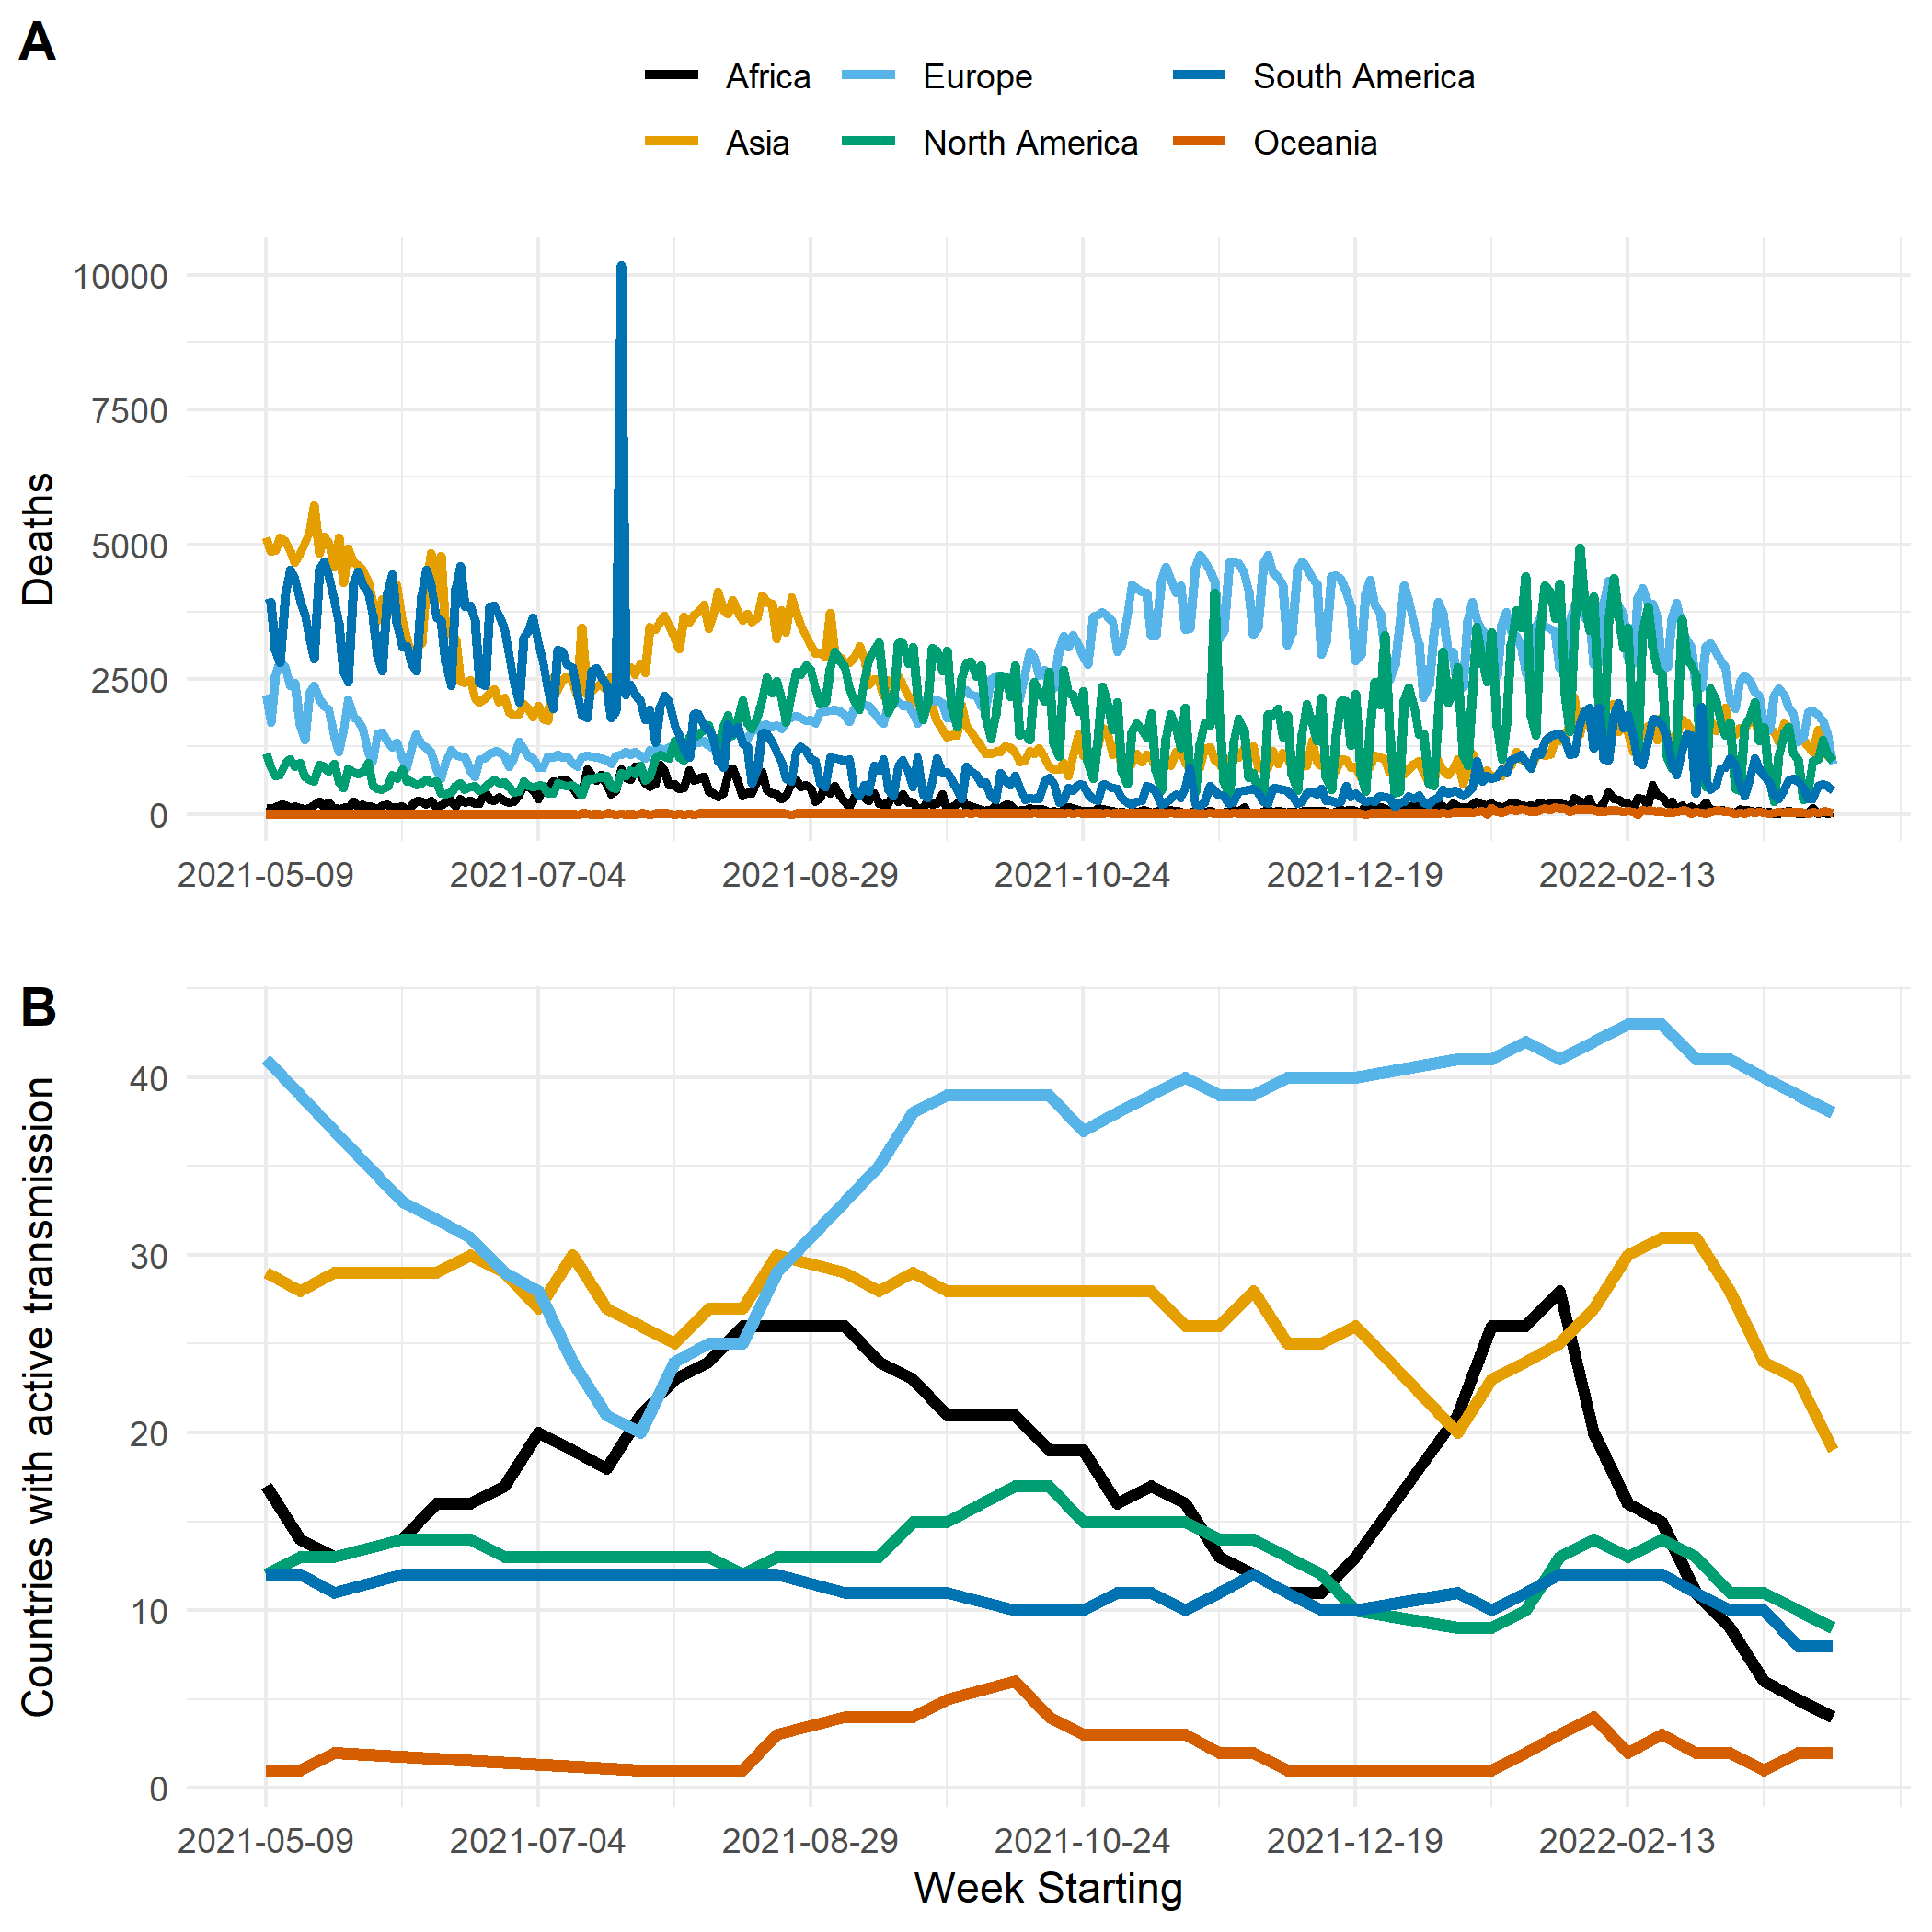 A
Africa Europe South America
Asia North America Oceania
Deaths
10000
7500
5000
2500
0
2021-05-09 2021-07-04 2021-08-29 2021-10-24 2021-12-19 2022-02-13
B
Countries with active transmission
40
30
20
10
0
2021-05-09 2021-07-04 2021-08-29 2021-10-24 2021-12-19 2022-02-13
Week Starting